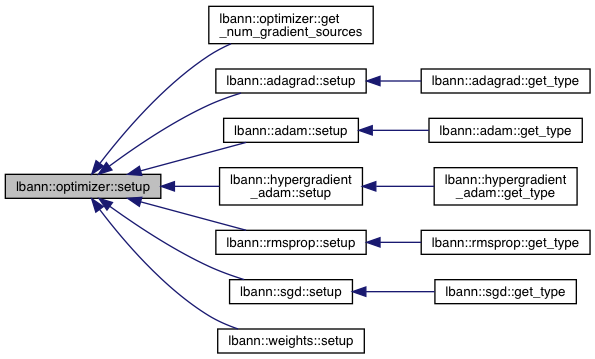 lbann::optimizer::get
_num_gradient_sources
lbann::adagrad::setup
lbann::adagrad::get_type
lbann::adam::setup
lbann::adam::get_type
lbann::optimizer::setup
lbann::hypergradient
_adam::setup
lbann::hypergradient
_adam::get_type
lbann::rmsprop::setup
lbann::rmsprop::get_type
lbann::sgd::setup
lbann::sgd::get_type
lbann::weights::setup